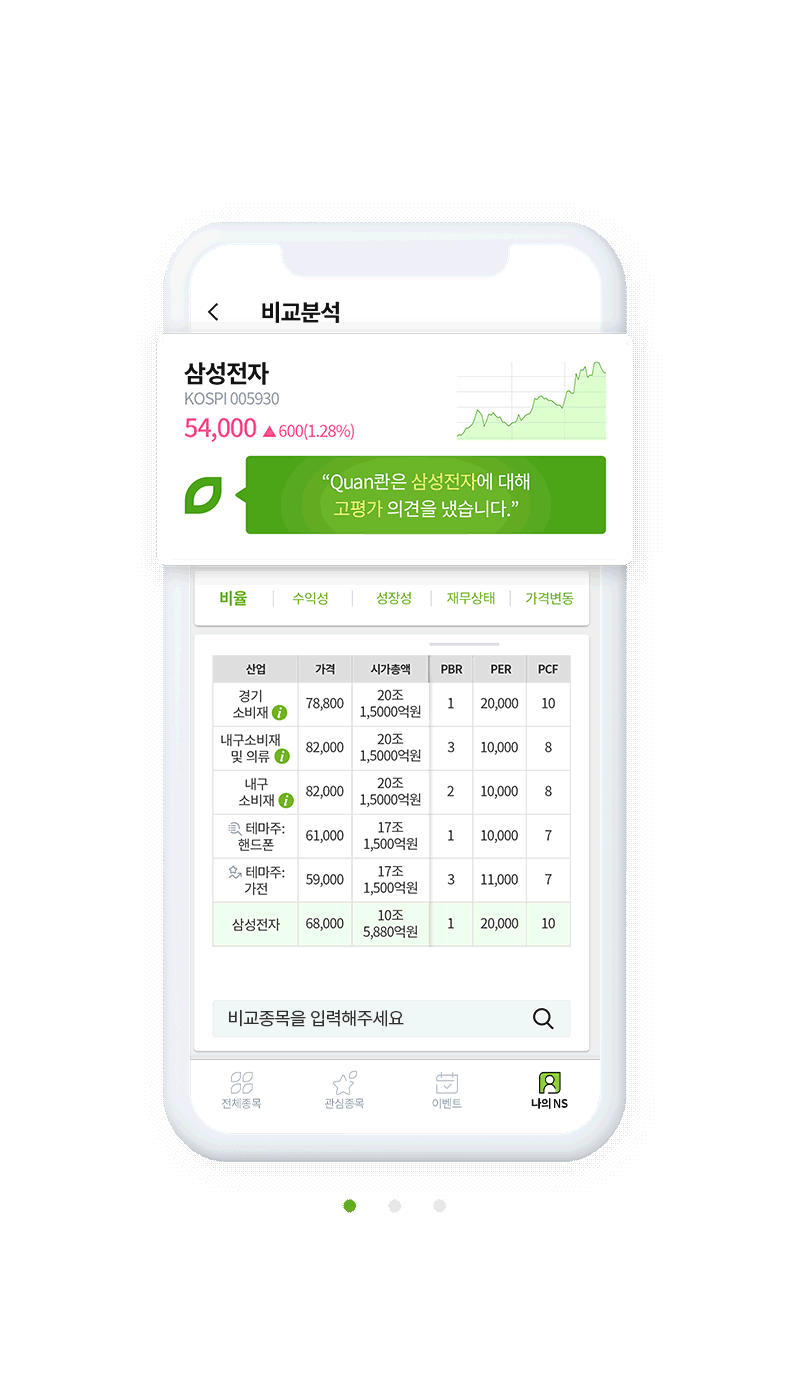 비교분석
삼성전자
KOSPI 005930
54,000 ▲600(1.28%)
“Quan콴은 삼성전자에 대해
고평가 의견을 냈습니다.”
비율 | 수익성 | 성장성 | 재무상태 | 가격변동
산업 가격 시가총액 PBR PER PCF
경기
소비재 78,800 20조
1,5000억원 1 20,000 10
내구소비재
및 의류 82,000 20조
1,5000억원 3 10,000 8
내구
소비재 82,000 20조
1,5000억원 2 10,000 8
테마주:
핸드폰 61,000 17조
1,500억원 1 10,000 7
테마주:
가전 59,000 17조
1,500억원 3 11,000 7
삼성전자 68,000 10조
5,880억원 1 20,000 10
비교종목을 입력해주세요
전체종목 관심종목 이벤트 나의 NS